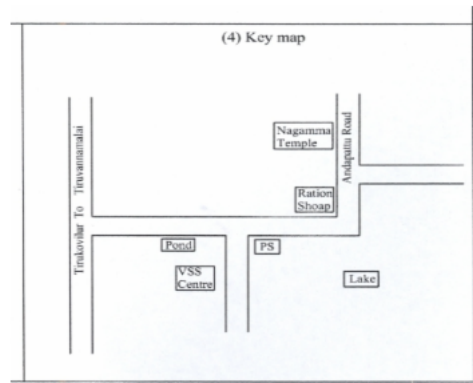 (4) Key map
Nagamma
Temple
Andapattu Road
Tirukovilur To Tiruvannamalai
Ration
Shoap
Pond
PS
VSS
Centre
Lake